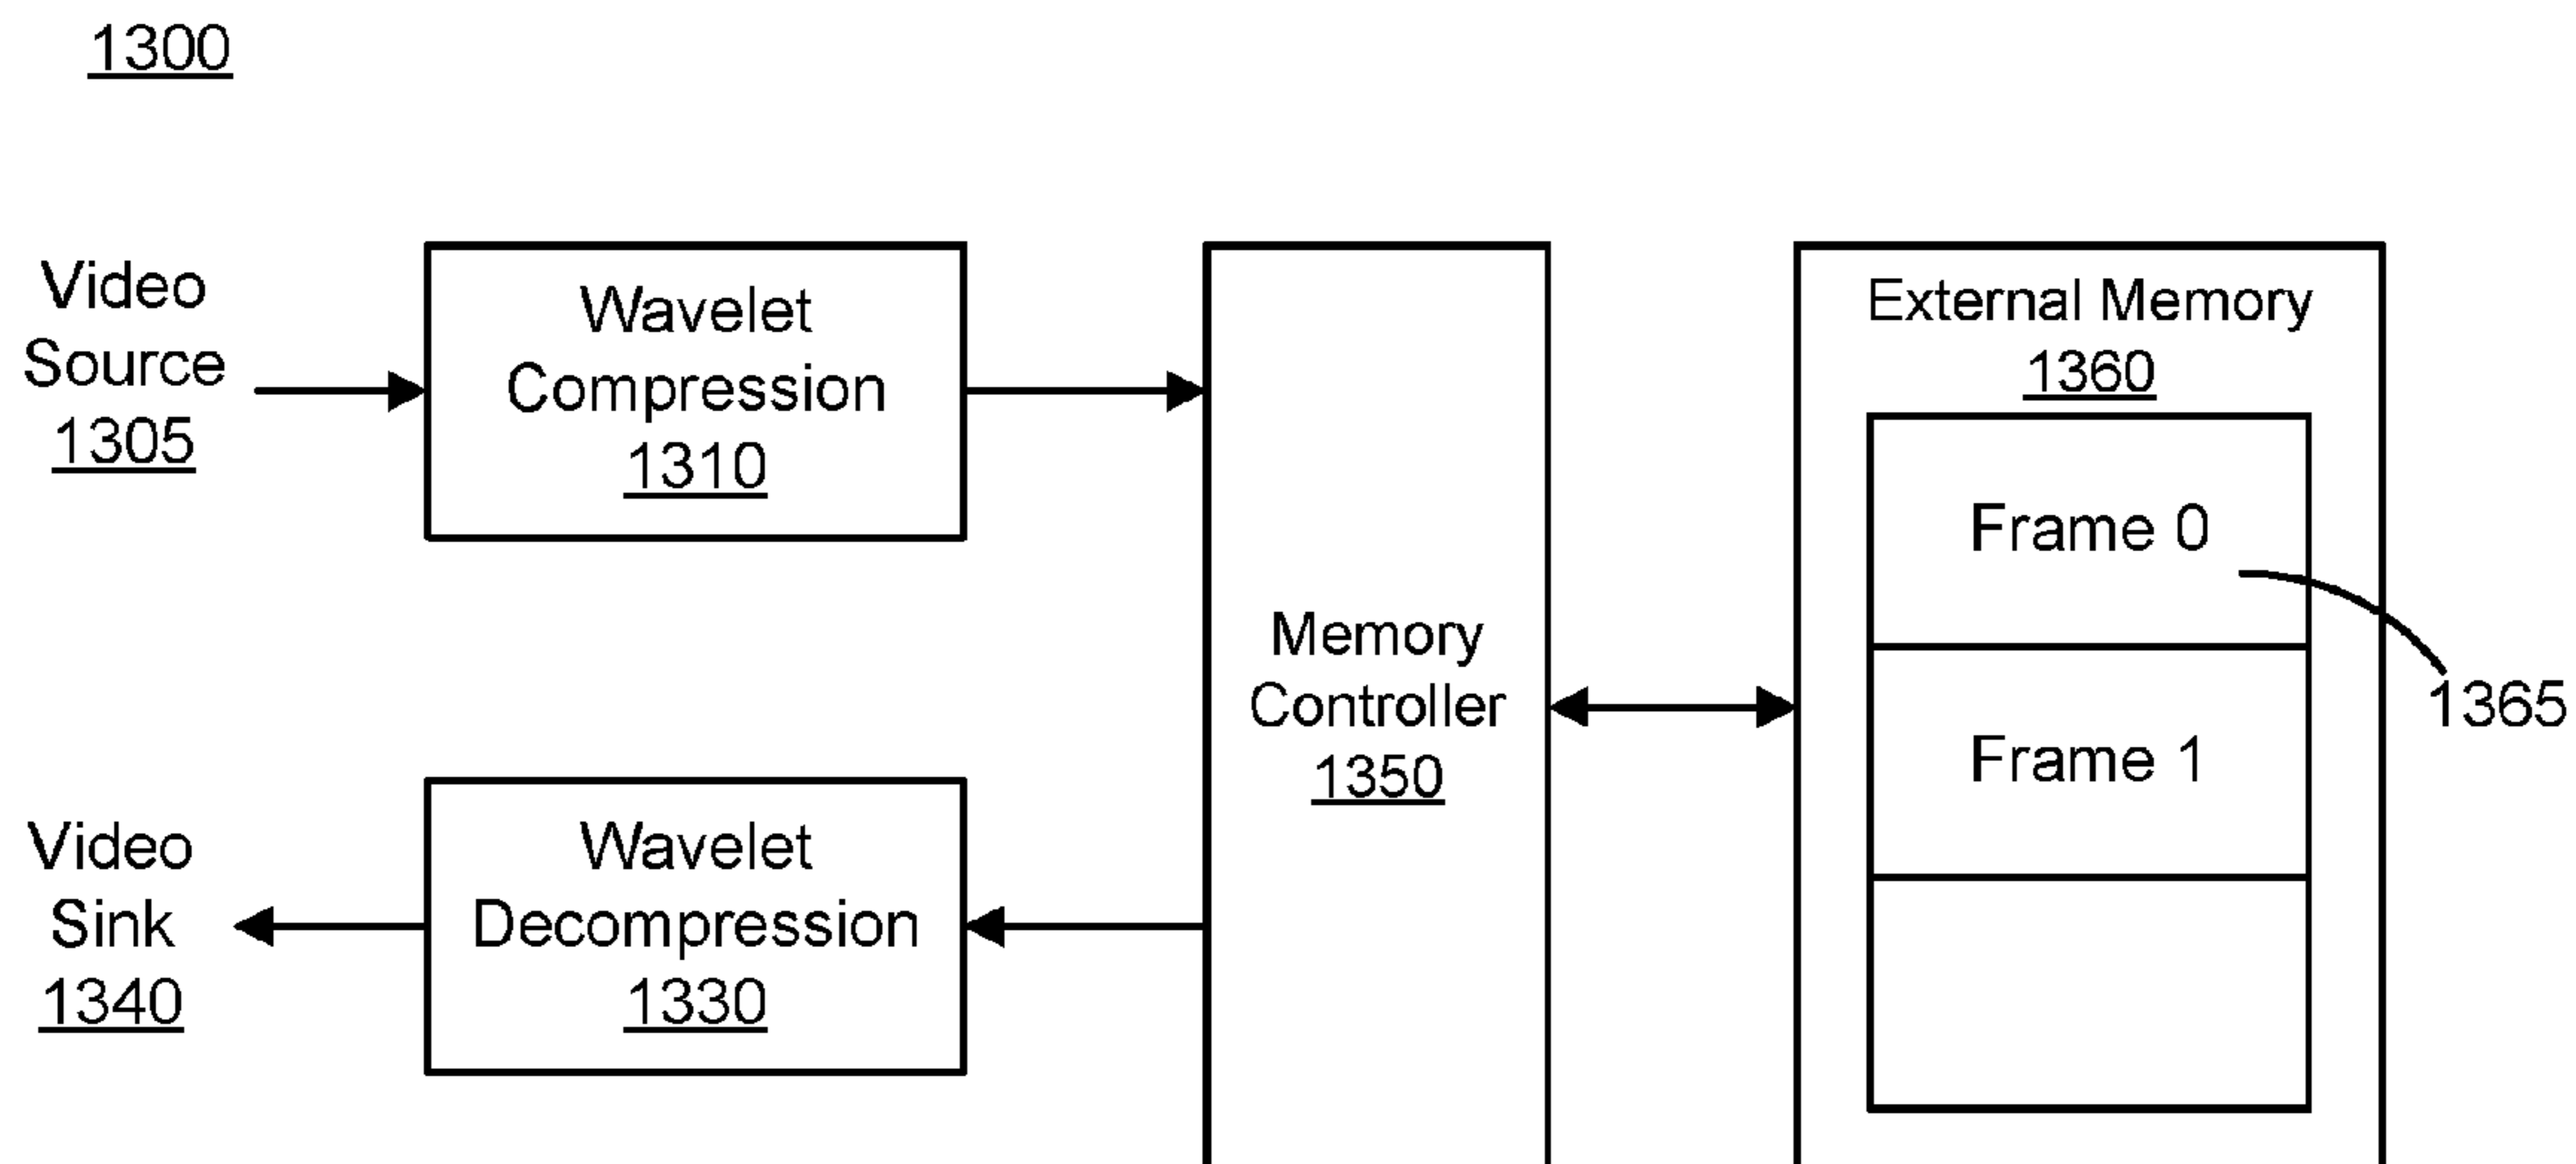 1300
Video
Source
1305
Wavelet
Compression
1310
Video
Sink
1340
Wavelet
Decompression
1330
Memory
Controller
1350
External Memory
1360
Frame 0
Frame 1
1365